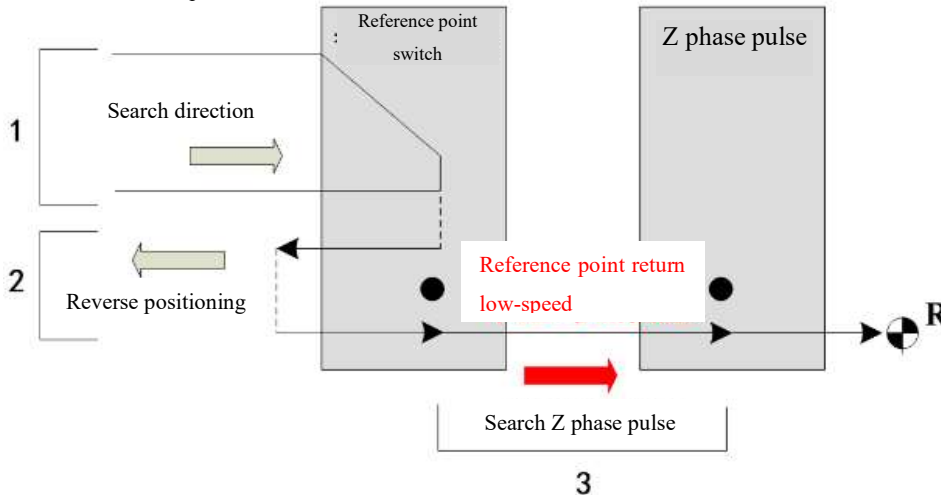 Reference point
switch
Z phase pulse
1
Search direction
2
Reverse positioning
Reference point return
low-speed
R
Search Z phase pulse
3